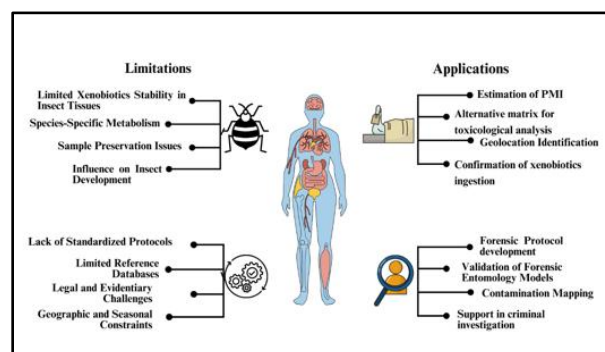 Limitations
Limited Xenobiotics Stability in
Insect Tissues
Species-Specific Metabolism
Sample Preservation Issues
Influence on Insect
Development
Lack of Standardized Protocols
Limited Reference
Databases
Legal and Evidentiary
Challenges
Geographic and Seasonal
Constraints
Applications
Estimation of PMI
Alternative matrix for
toxicological analysis
Geolocation Identification
Confirmation of xenobiotics
ingestion
Forensic Protocol
development
Validation of Forensic
Entomology Models
Contamination Mapping
Support in criminal
investigation